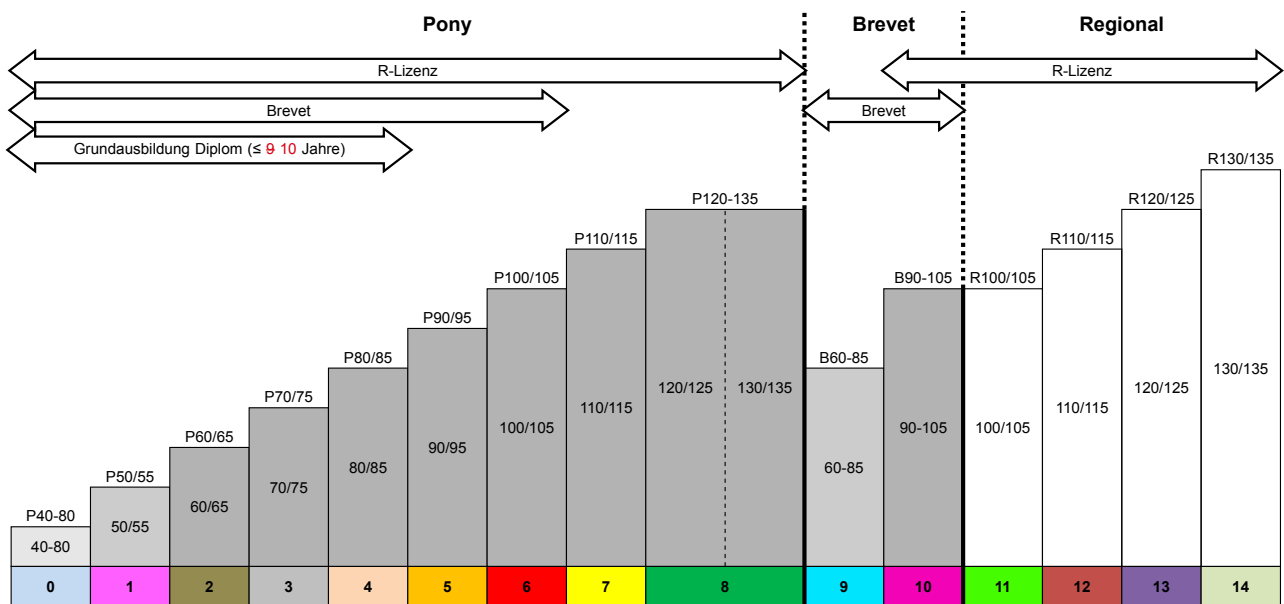 Pony Brevet Regional
R-Lizenz R-Lizenz
Brevet Brevet
Grundausbildung Diplom (≤ 9 10 Jahre)
R130/135
P120-135 R120/125
P110/115 R110/115
P100/105 B90-105 R100/105
P90/95
P80/85 B60-85
P70/75
P60/65
P50/55
P40-80
120/125 130/135 130/135
120/125
110/115 110/115
100/105 90-105 100/105
90/95
80/85 60-85
70/75
60/65
50/55
40-80
0 1 2 3 4 5 6 7 8 9 10 11 12 13 14